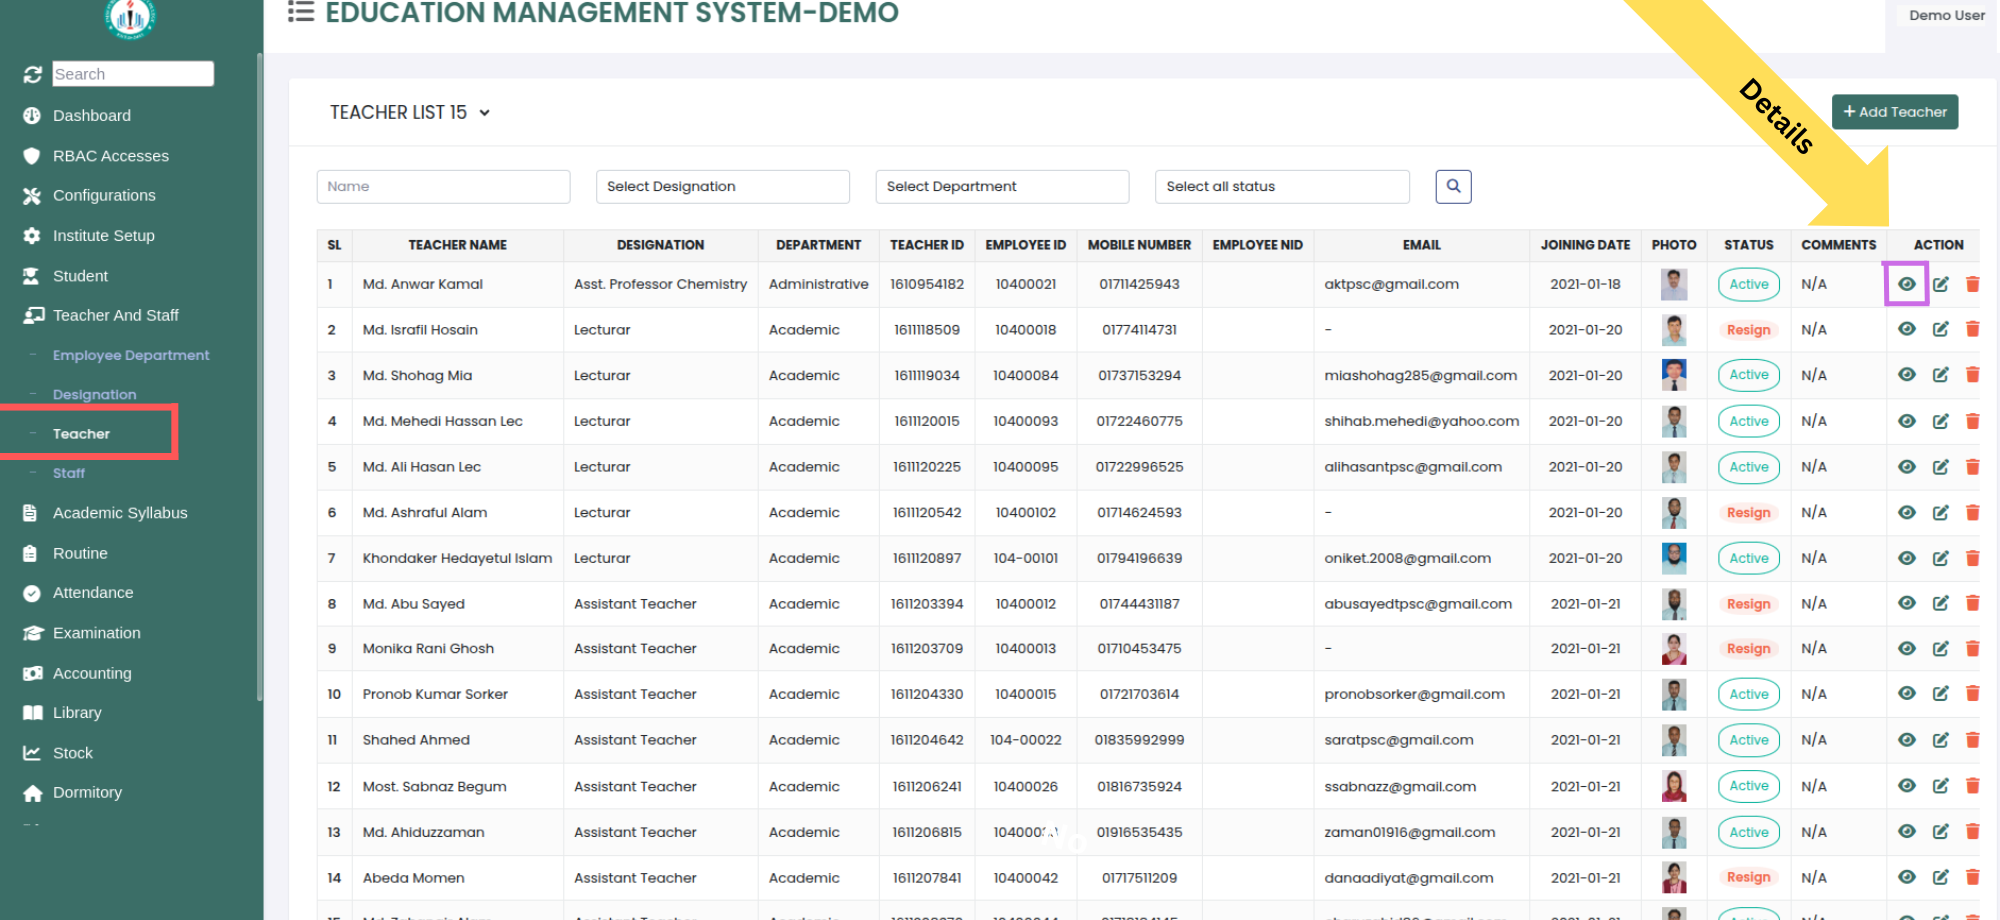 EDUCATION MANAGEMENT SYSTEM-DEMO
Demo User
Search
Dashboard
RBAC Accesses
Configurations
Institute Setup
Student
Teacher And Staff
Employee Department
Designation
Teacher
Staff
Academic Syllabus
Routine
Attendance
Examination
Accounting
Library
Stock
Dormitory
Details
TEACHER LIST 15
+ Add Teacher
Name Select Designation Select Department Select all status
SL TEACHER NAME DESIGNATION DEPARTMENT TEACHER ID EMPLOYEE ID MOBILE NUMBER EMPLOYEE NID EMAIL JOINING DATE PHOTO STATUS COMMENTS ACTION
1 Md. Anwar Kamal Asst. Professor Chemistry Administrative 1610954182 10400021 01711425943 aktpsc@gmail.com 2021-01-18 Active N/A
2 Md. Israfil Hosain Lecturar Academic 1611118509 10400018 01774114731 - 2021-01-20 Resign N/A
3 Md. Shohag Mia Lecturar Academic 1611119034 10400084 01737153294 miashohag285@gmail.com 2021-01-20 Active N/A
4 Md. Mehedi Hassan Lec Lecturar Academic 1611120015 10400093 01722460775 shihab.mehedi@yahoo.com 2021-01-20 Active N/A
5 Md. Ali Hasan Lec Lecturar Academic 1611120225 10400095 01722996525 alihasantpsc@gmail.com 2021-01-20 Active N/A
6 Md. Ashraful Alam Lecturar Academic 1611120542 10400102 01714624593 - 2021-01-20 Resign N/A
7 Khondaker Hedayetul Islam Lecturar Academic 1611120897 104-00101 01794196639 oniket.2008@gmail.com 2021-01-20 Active N/A
8 Md. Abu Sayed Assistant Teacher Academic 1611203394 10400012 01744431187 abusayedtpsc@gmail.com 2021-01-21 Resign N/A
9 Monika Rani Ghosh Assistant Teacher Academic 1611203709 10400013 01710453475 - 2021-01-21 Resign N/A
10 Pronob Kumar Sorker Assistant Teacher Academic 1611204330 10400015 01721703614 pronobsorker@gmail.com 2021-01-21 Active N/A
11 Shahed Ahmed Assistant Teacher Academic 1611204642 104-00022 01835992999 saratpsc@gmail.com 2021-01-21 Active N/A
12 Most. Sabnaz Begum Assistant Teacher Academic 1611206241 10400026 01816735924 ssabnazz@gmail.com 2021-01-21 Active N/A
13 Md. Ahiduzzaman Assistant Teacher Academic 1611206815 01916535435 zaman01916@gmail.com 2021-01-21 Active N/A
No
14 Abeda Momen Assistant Teacher Academic 1611207841 10400042 01717511209 danaadiyat@gmail.com 2021-01-21 Resign N/A